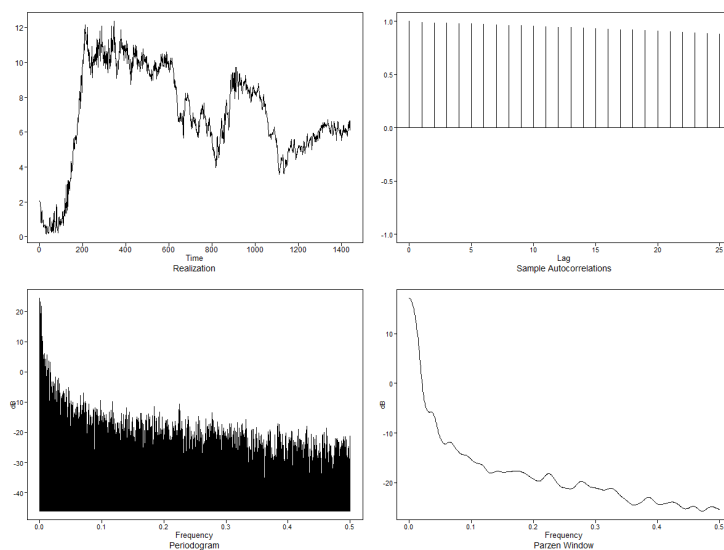 12
10
8
6
4
2
0
0 200 400 600 800 1000 1200 1400
Time
Realization
1.0
0.5
0.0
-0.5
-1.0
0 5 10 15 20 25
Lag
Sample Autocorrelations
20
10
0
-10
-20
-30
-40
dB
0.0 0.1 0.2 0.3 0.4 0.5
Frequency
Periodogram
10
0
-10
-20
dB
0.0 0.1 0.2 0.3 0.4 0.5
Frequency
Parzen Window